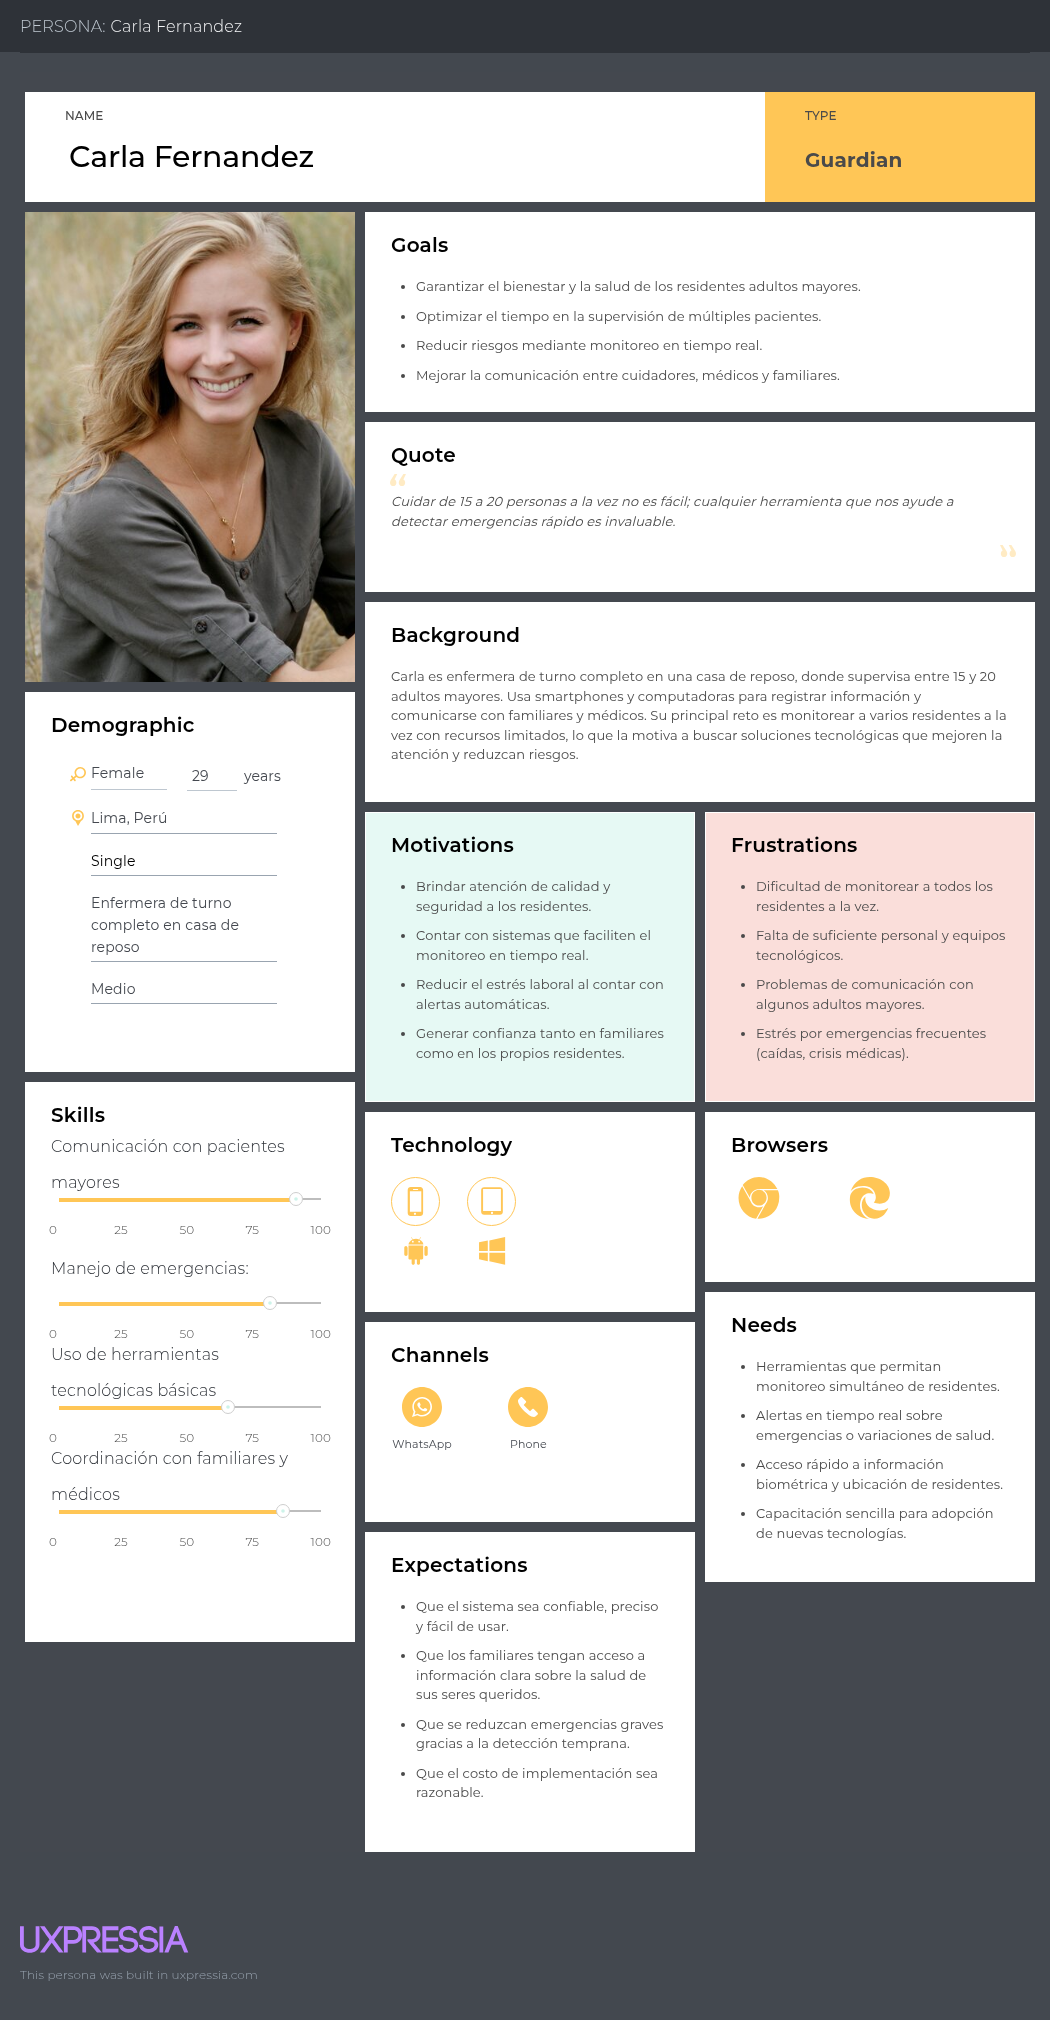 PERSONA: Carla Fernandez
NAME
Carla Fernandez
TYPE
Guardian
Goals
Garantizar el bienestar y la salud de los residentes adultos mayores.
Optimizar el tiempo en la supervisión de múltiples pacientes.
Reducir riesgos mediante monitoreo en tiempo real.
Mejorar la comunicación entre cuidadores, médicos y familiares.
Quote
“
Cuidar de 15 a 20 personas a la vez no es fácil; cualquier herramienta que nos ayude a
detectar emergencias rápido es invaluable.
”
Background
Carla es enfermera de turno completo en una casa de reposo, donde supervisa entre 15 y 20
adultos mayores. Usa smartphones y computadoras para registrar información y
comunicarse con familiares y médicos. Su principal reto es monitorear a varios residentes a la
vez con recursos limitados, lo que la motiva a buscar soluciones tecnológicas que mejoren la
atención y reduzcan riesgos.
Demographic
Female 29 years
Lima, Perú
Single
Enfermera de turno
completo en casa de
reposo
Medio
Skills
Comunicación con pacientes
mayores
0 25 50 75 100
Manejo de emergencias:
0 25 50 75 100
Uso de herramientas
tecnológicas básicas
0 25 50 75 100
Coordinación con familiares y
médicos
0 25 50 75 100
Motivations
Brindar atención de calidad y
seguridad a los residentes.
Contar con sistemas que faciliten el
monitoreo en tiempo real.
Reducir el estrés laboral al contar con
alertas automáticas.
Generar confianza tanto en familiares
como en los propios residentes.
Frustrations
Dificultad de monitorear a todos los
residentes a la vez.
Falta de suficiente personal y equipos
tecnológicos.
Problemas de comunicación con
algunos adultos mayores.
Estrés por emergencias frecuentes
(caídas, crisis médicas).
Technology
Browsers
Channels
WhatsApp Phone
Needs
Herramientas que permitan
monitoreo simultáneo de residentes.
Alertas en tiempo real sobre
emergencias o variaciones de salud.
Acceso rápido a información
biométrica y ubicación de residentes.
Capacitación sencilla para adopción
de nuevas tecnologías.
Expectations
Que el sistema sea confiable, preciso
y fácil de usar.
Que los familiares tengan acceso a
información clara sobre la salud de
sus seres queridos.
Que se reduzcan emergencias graves
gracias a la detección temprana.
Que el costo de implementación sea
razonable.
UXPRESSIA
This persona was built in uxpressia.com